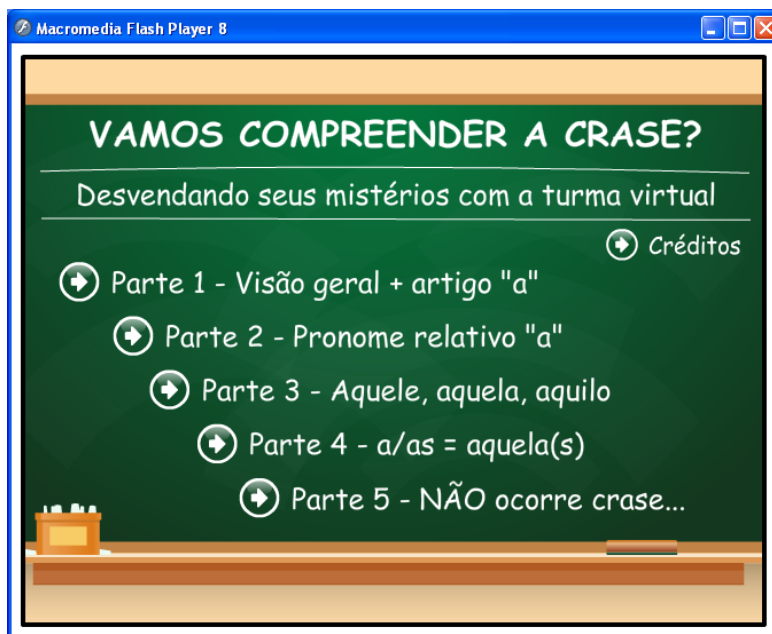 Macromedia Flash Player 8
VAMOS COMPREENDER A CRASE?
Desvendando seus mistérios com a turma virtual
Créditos
Parte 1 - Visão geral + artigo "a"
Parte 2 - Pronome relativo "a"
Parte 3 - Aquele, aquela, aquilo
Parte 4 - a/as = aquela(s)
Parte 5 - NÃO ocorre crase...